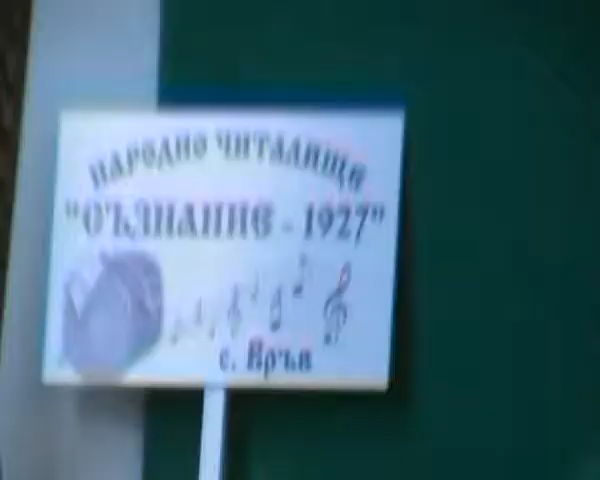 НАРОДНО ЧИТАЛИЩЕ
"СЪЗНАНИЕ - 1927"
с. Връв